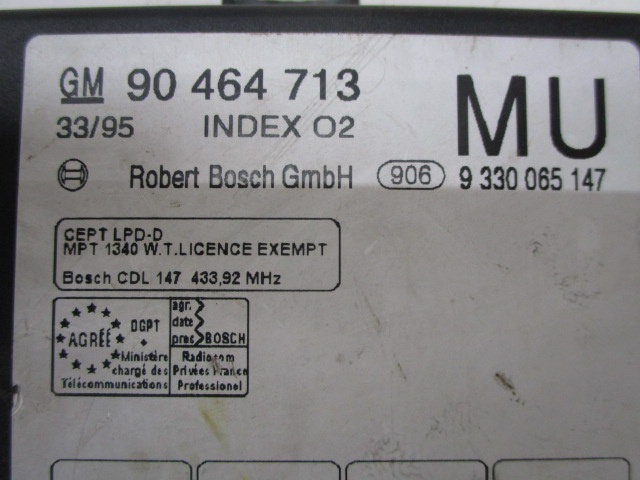 GM 90 464 713
MU
33/95 INDEX 02
Robert Bosch GmbH 906 9 330 065 147
CEPT LPD-D
MPT 1340 W.T.LICENCE EXEMPT
Bosch CDL 147 433,92 MHz
AGRÉÉ DGPT
Ministère
chargé des
Télécommunications
agr.
date
pres BOSCH
Radiocom
Privées France
Professionel